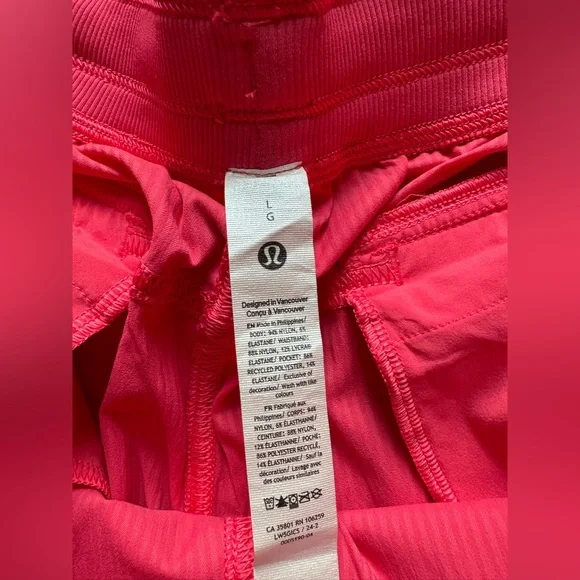 L
G
Designed in Vancouver
Conçu à Vancouver
EN Made in Philippines/
BODY: 94% NYLON, 6%
ELASTANE/ WAISTBAND:
88% NYLON, 12% LYCRA®
ELASTANE/ POCKET: 86%
RECYCLED POLYESTER, 14%
ELASTANE/ Exclusive of
decoration/ Wash with like
colours
FR Fabriqué aux
Philippines/ CORPS: 94%
NYLON, 6% ÉLASTHANNE/
CEINTURE: 88% NYLON,
12% ÉLASTHANNE/ POCHE:
86% POLYESTER RECYCLÉ,
14% ÉLASTHANNE/ Sauf la
décoration/ Lavage avec
des couleurs similaires
CA 35801 RN 106259
LW5GICS / 24-2